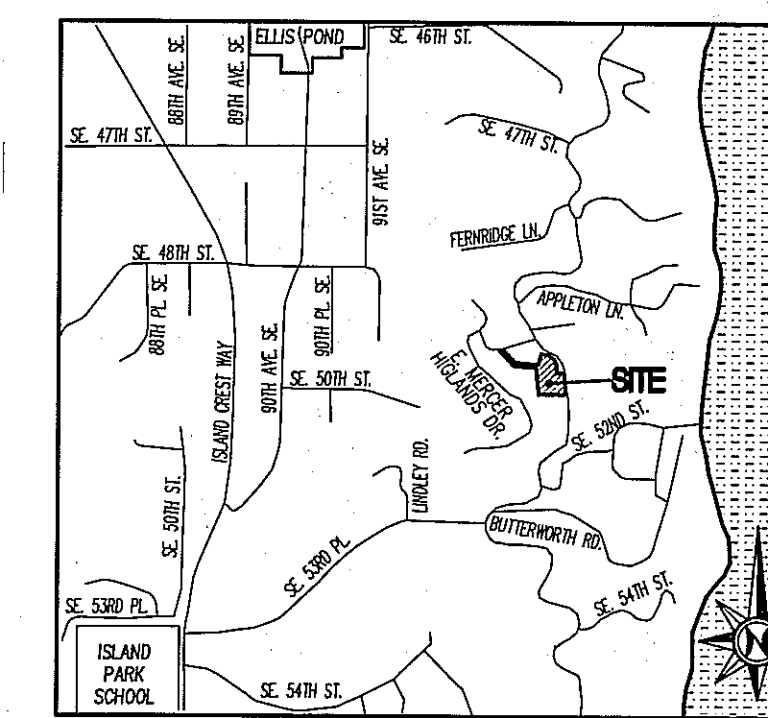 ELLIS POND
SE. 46TH ST.
88TH AVE. SE.
89TH AVE. SE.
SE. 47TH ST.
91ST AVE. SE.
SE. 47TH ST.
FERNRIDGE LN.
SE. 48TH ST.
APPLETON LN.
88TH PL. SE.
90TH PL. SE.
ISLAND CREST WAY
90TH AVE. SE.
SE. 50TH ST.
E. MERCER
HIGLANDS DR.
SITE
SE. 52ND ST.
LINDLEY RD.
SE. 50TH ST.
BUTTERWORTH RD.
SE. 53RD PL.
SE. 54TH ST.
SE. 53RD PL.
ISLAND
PARK
SCHOOL
SE. 54TH ST.
N